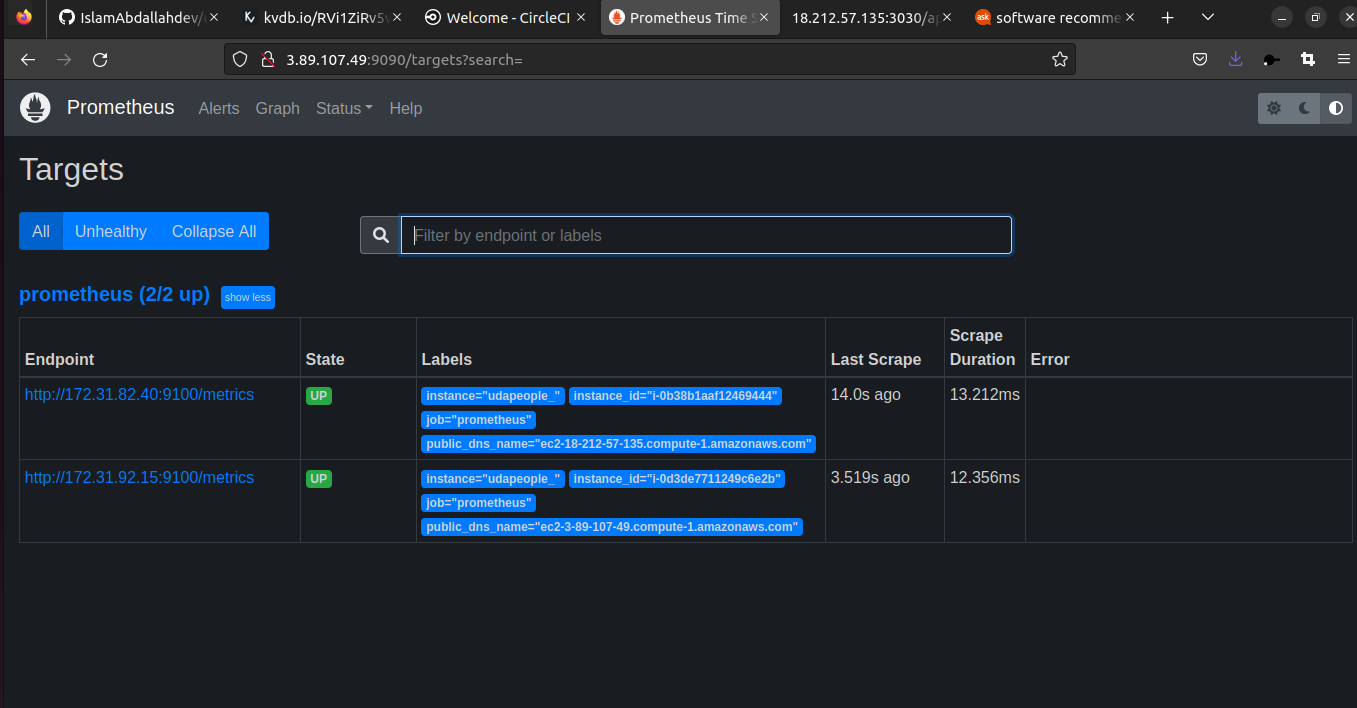 IslamAbdallahdev/
kvdb.io/RVi1ZiRv5
Welcome - CircleCI
Prometheus Time
18.212.57.135:3030/ap
ask software recomme
3.89.107.49:9090/targets?search=
Prometheus Alerts Graph Status Help
Targets
All Unhealthy Collapse All
Filter by endpoint or labels
prometheus (2/2 up) show less
Endpoint State Labels Last Scrape Scrape Duration Error
http://172.31.82.40:9100/metrics UP instance="udapeople_" instance_id="i-0b38b1aaf12469444" 14.0s ago 13.212ms
job="prometheus"
public_dns_name="ec2-18-212-57-135.compute-1.amazonaws.com"
http://172.31.92.15:9100/metrics UP instance="udapeople_" instance_id="i-0d3de7711249c6e2b" 3.519s ago 12.356ms
job="prometheus"
public_dns_name="ec2-3-89-107-49.compute-1.amazonaws.com"